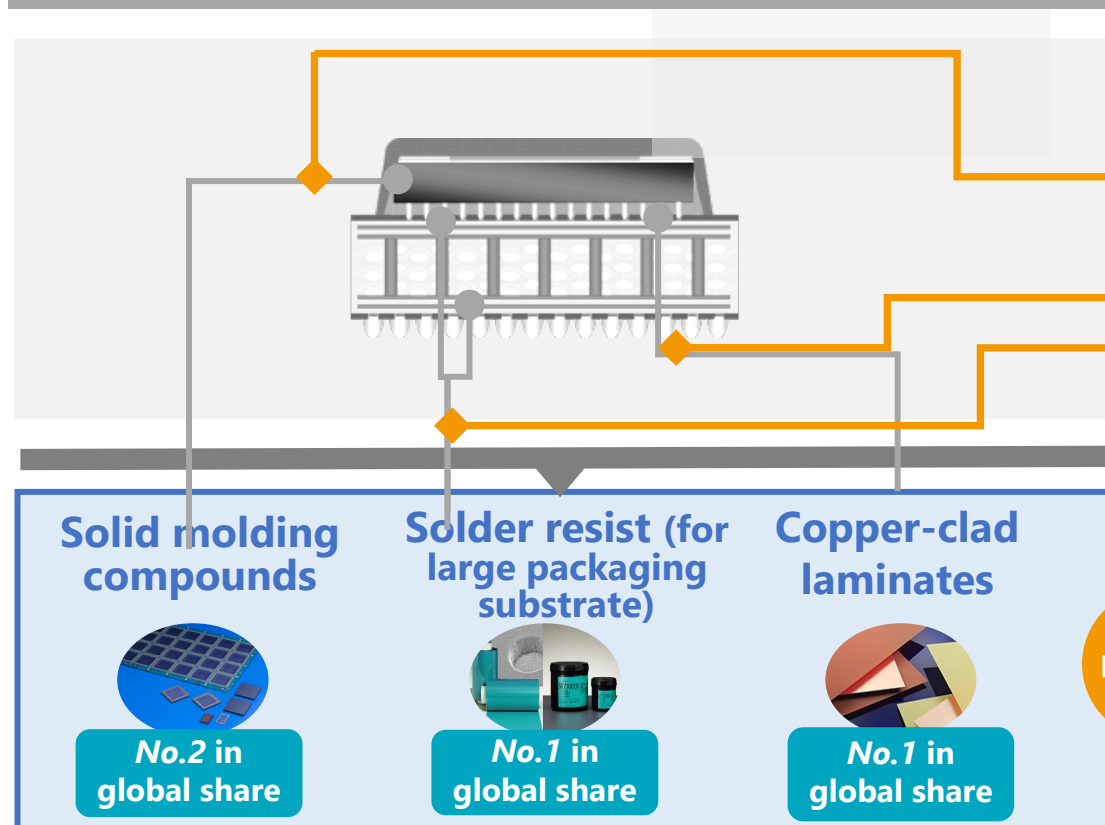 Solid molding
compounds
Solder resist (for
large packaging
substrate)
Copper-clad
laminates
No.2 in
global share
No.1 in
global share
No.1 in
global share